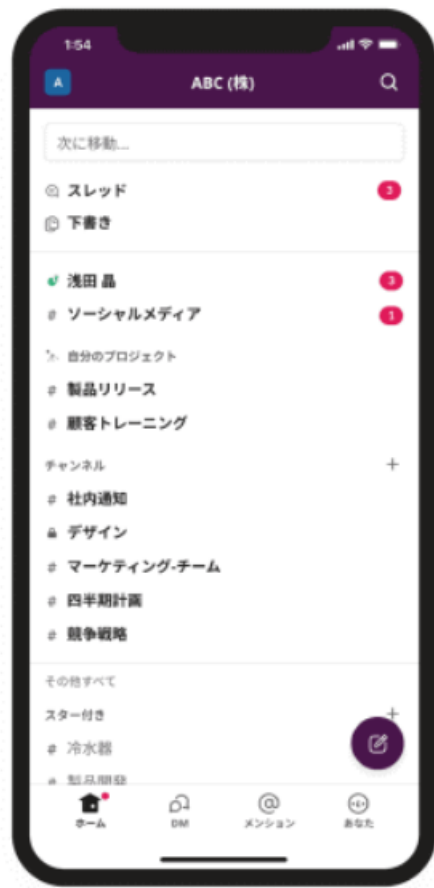 1:54
A
ABC (株)
次に移動...
スレッド 3
下書き
浅田 晶 3
# ソーシャルメディア 1
自分のプロジェクト
# 製品リリース
# 顧客トレーニング
チャンネル +
# 社内通知
デザイン
# マーケティング-チーム
# 四半期計画
# 競争戦略
その他すべて
スター付き +
# 冷水器
# 製品開発
ホーム
DM
メンション
あなた